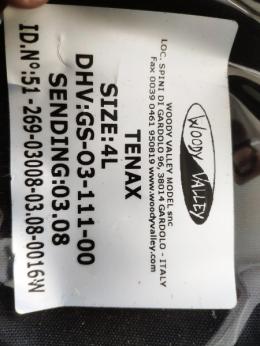 WOODY VALLEY
WOODY VALLEY MODEL snc
LOC. SPINI DI GARDOLO 96, 38014 GARDOLO - ITALY
Fax 0039 0461 950819 www.woodyvalley.com
TENAX
SIZE:4L
DHV:GS-03-111-00
SENDING:03.08
ID.N°:51-269-03008-03.08-0016W